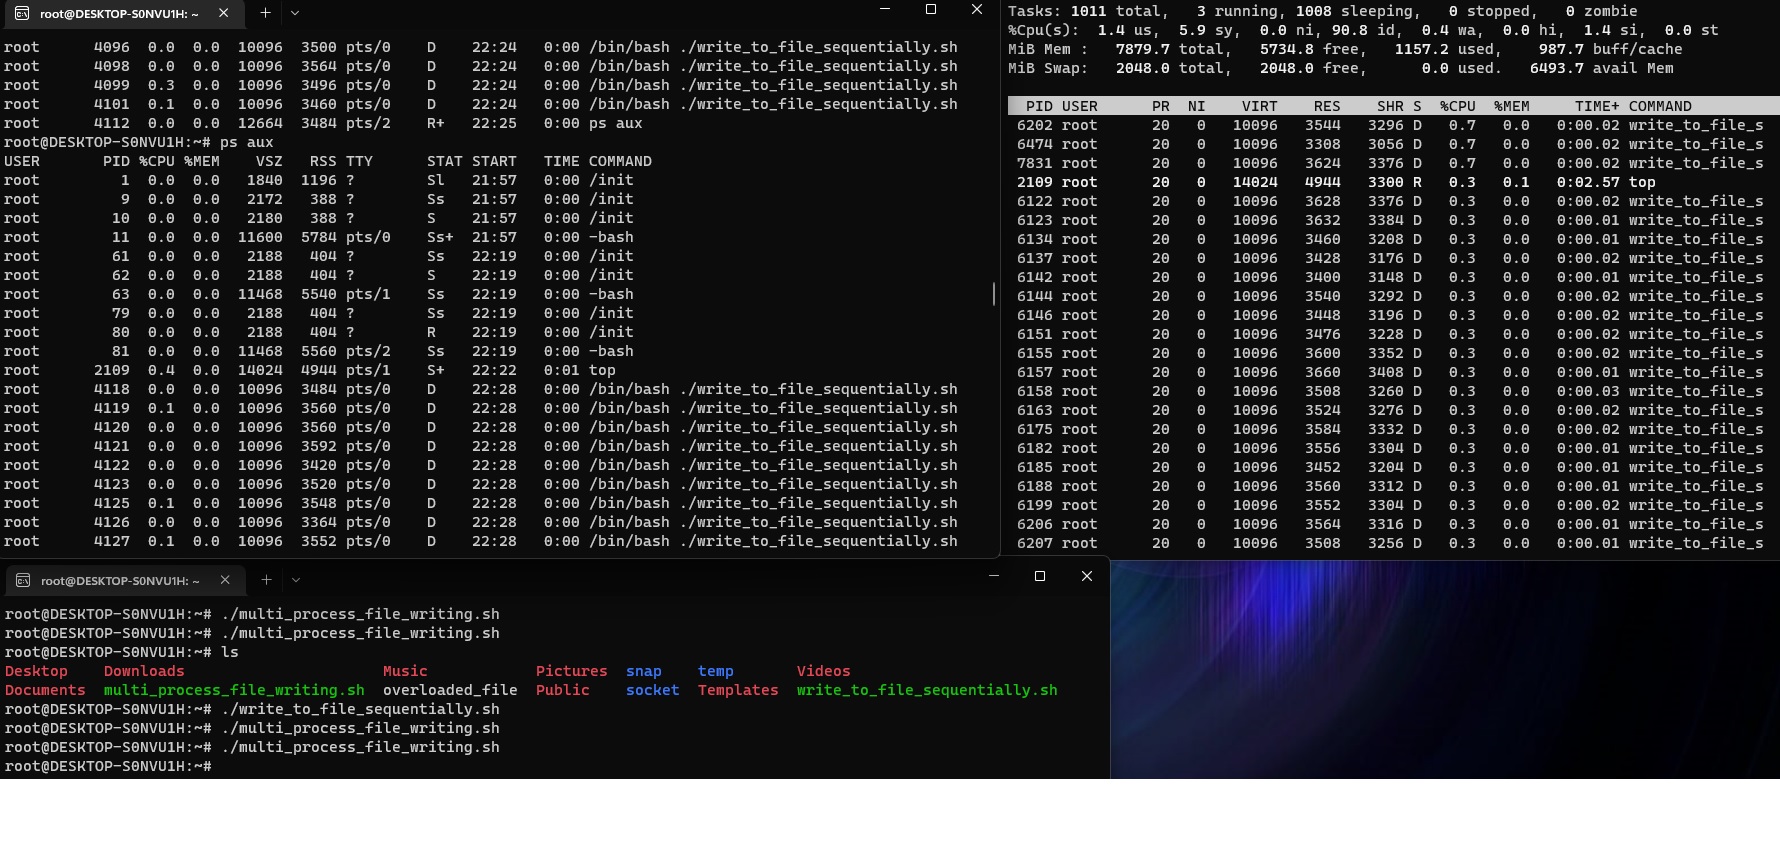 root@DESKTOP-S0NVU1H: ~
root 4096 0.0 0.0 10096 3500 pts/0 D 22:24 0:00 /bin/bash ./write_to_file_sequentially.sh
root 4098 0.0 0.0 10096 3564 pts/0 D 22:24 0:00 /bin/bash ./write_to_file_sequentially.sh
root 4099 0.3 0.0 10096 3496 pts/0 D 22:24 0:00 /bin/bash ./write_to_file_sequentially.sh
root 4101 0.1 0.0 10096 3460 pts/0 D 22:24 0:00 /bin/bash ./write_to_file_sequentially.sh
root 4112 0.0 0.0 12664 3484 pts/2 R+ 22:25 0:00 ps aux
root@DESKTOP-S0NVU1H:~# ps aux
USER PID %CPU %MEM VSZ RSS TTY STAT START TIME COMMAND
root 1 0.0 0.0 1840 1196 ? Sl 21:57 0:00 /init
root 9 0.0 0.0 2172 388 ? Ss 21:57 0:00 /init
root 10 0.0 0.0 2180 388 ? S 21:57 0:00 /init
root 11 0.0 0.0 11600 5784 pts/0 Ss+ 21:57 0:00 -bash
root 61 0.0 0.0 2188 404 ? Ss 22:19 0:00 /init
root 62 0.0 0.0 2188 404 ? S 22:19 0:00 /init
root 63 0.0 0.0 11468 5540 pts/1 Ss 22:19 0:00 -bash
root 79 0.0 0.0 2188 404 ? Ss 22:19 0:00 /init
root 80 0.0 0.0 2188 404 ? R 22:19 0:00 /init
root 81 0.0 0.0 11468 5560 pts/2 Ss 22:19 0:00 -bash
root 2109 0.4 0.0 14024 4944 pts/1 S+ 22:22 0:01 top
root 4118 0.0 0.0 10096 3484 pts/0 D 22:28 0:00 /bin/bash ./write_to_file_sequentially.sh
root 4119 0.1 0.0 10096 3560 pts/0 D 22:28 0:00 /bin/bash ./write_to_file_sequentially.sh
root 4120 0.0 0.0 10096 3560 pts/0 D 22:28 0:00 /bin/bash ./write_to_file_sequentially.sh
root 4121 0.0 0.0 10096 3592 pts/0 D 22:28 0:00 /bin/bash ./write_to_file_sequentially.sh
root 4122 0.0 0.0 10096 3420 pts/0 D 22:28 0:00 /bin/bash ./write_to_file_sequentially.sh
root 4123 0.0 0.0 10096 3520 pts/0 D 22:28 0:00 /bin/bash ./write_to_file_sequentially.sh
root 4125 0.1 0.0 10096 3548 pts/0 D 22:28 0:00 /bin/bash ./write_to_file_sequentially.sh
root 4126 0.0 0.0 10096 3364 pts/0 D 22:28 0:00 /bin/bash ./write_to_file_sequentially.sh
root 4127 0.1 0.0 10096 3552 pts/0 D 22:28 0:00 /bin/bash ./write_to_file_sequentially.sh
Tasks: 1011 total, 3 running, 1008 sleeping, 0 stopped, 0 zombie
%Cpu(s): 1.4 us, 5.9 sy, 0.0 ni, 90.8 id, 0.4 wa, 0.0 hi, 1.4 si, 0.0 st
MiB Mem : 7879.7 total, 5734.8 free, 1157.2 used, 987.7 buff/cache
MiB Swap: 2048.0 total, 2048.0 free, 0.0 used. 6493.7 avail Mem
PID USER PR NI VIRT RES SHR S %CPU %MEM TIME+ COMMAND
6202 root 20 0 10096 3544 3296 D 0.7 0.0 0:00.02 write_to_file_s
6474 root 20 0 10096 3308 3056 D 0.7 0.0 0:00.02 write_to_file_s
7831 root 20 0 10096 3624 3376 D 0.7 0.0 0:00.02 write_to_file_s
2109 root 20 0 14024 4944 3300 R 0.3 0.1 0:02.57 top
6122 root 20 0 10096 3628 3376 D 0.3 0.0 0:00.02 write_to_file_s
6123 root 20 0 10096 3632 3384 D 0.3 0.0 0:00.01 write_to_file_s
6134 root 20 0 10096 3460 3208 D 0.3 0.0 0:00.01 write_to_file_s
6137 root 20 0 10096 3428 3176 D 0.3 0.0 0:00.02 write_to_file_s
6142 root 20 0 10096 3400 3148 D 0.3 0.0 0:00.01 write_to_file_s
6144 root 20 0 10096 3540 3292 D 0.3 0.0 0:00.02 write_to_file_s
6146 root 20 0 10096 3448 3196 D 0.3 0.0 0:00.02 write_to_file_s
6151 root 20 0 10096 3476 3228 D 0.3 0.0 0:00.02 write_to_file_s
6155 root 20 0 10096 3600 3352 D 0.3 0.0 0:00.02 write_to_file_s
6157 root 20 0 10096 3660 3408 D 0.3 0.0 0:00.01 write_to_file_s
6158 root 20 0 10096 3508 3260 D 0.3 0.0 0:00.03 write_to_file_s
6163 root 20 0 10096 3524 3276 D 0.3 0.0 0:00.02 write_to_file_s
6175 root 20 0 10096 3584 3332 D 0.3 0.0 0:00.02 write_to_file_s
6182 root 20 0 10096 3556 3304 D 0.3 0.0 0:00.01 write_to_file_s
6185 root 20 0 10096 3452 3204 D 0.3 0.0 0:00.01 write_to_file_s
6188 root 20 0 10096 3560 3312 D 0.3 0.0 0:00.01 write_to_file_s
6199 root 20 0 10096 3552 3304 D 0.3 0.0 0:00.02 write_to_file_s
6206 root 20 0 10096 3564 3316 D 0.3 0.0 0:00.01 write_to_file_s
6207 root 20 0 10096 3508 3256 D 0.3 0.0 0:00.01 write_to_file_s
root@DESKTOP-S0NVU1H: ~
root@DESKTOP-S0NVU1H:~# ./multi_process_file_writing.sh
root@DESKTOP-S0NVU1H:~# ./multi_process_file_writing.sh
root@DESKTOP-S0NVU1H:~# ls
Desktop Downloads Music Pictures snap temp Videos
Documents multi_process_file_writing.sh overloaded_file Public socket Templates write_to_file_sequentially.sh
root@DESKTOP-S0NVU1H:~# ./write_to_file_sequentially.sh
root@DESKTOP-S0NVU1H:~# ./multi_process_file_writing.sh
root@DESKTOP-S0NVU1H:~# ./multi_process_file_writing.sh
root@DESKTOP-S0NVU1H:~#